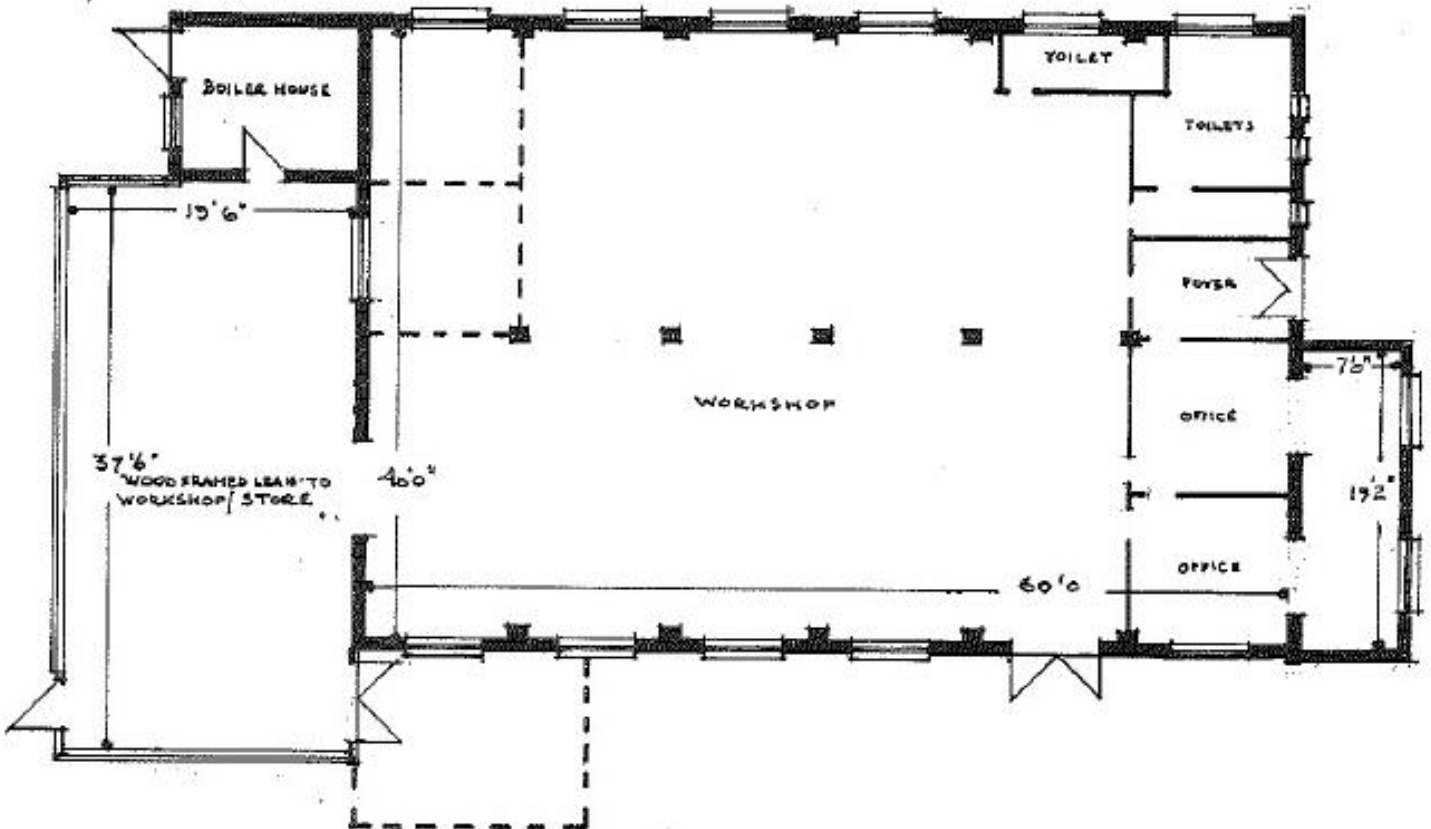 TOILET
BOILER HOUSE
TOILETS
19'6"
FOYER
7'6"
WORKSHOP
OFFICE
37'6"
WOOD FRAMED LEAN-TO
WORKSHOP/STORE
40'0"
19'2"
OFFICE
60'0